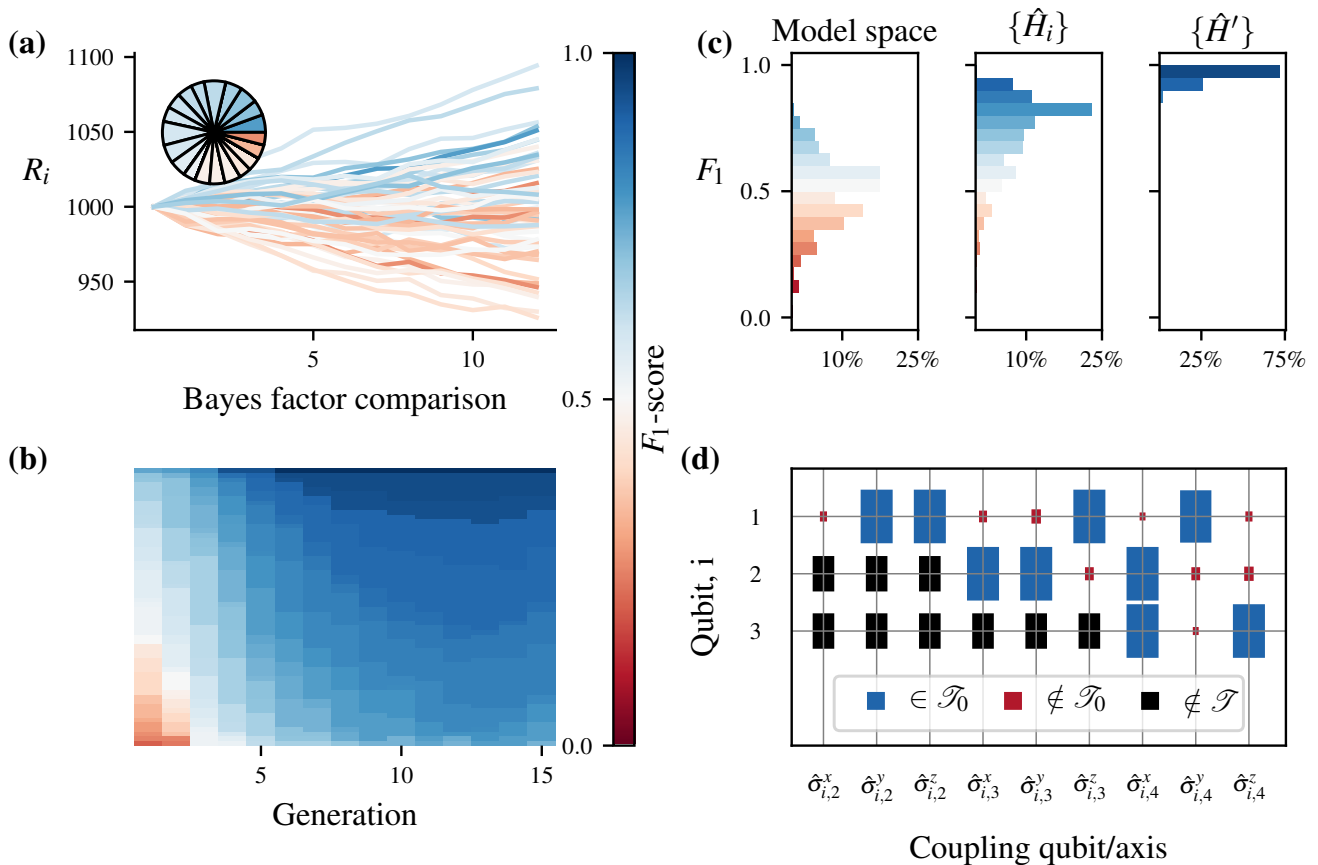 (a)
1100
1050
1000
950
R_i
5
10
Bayes factor comparison
1.0
0.5
0.0
F_1-score
(b)
5
10
15
Generation
(c)
Model space
{Ĥ_i}
{Ĥ′}
F_1
1.0
0.5
0.0
10%
25%
10%
25%
25%
75%
(d)
Qubit, i
1
2
3
∈ 𝒯_0
∉ 𝒯_0
∉ 𝒯
σ̂^x_{i,2} σ̂^y_{i,2} σ̂^z_{i,2} σ̂^x_{i,3} σ̂^y_{i,3} σ̂^z_{i,3} σ̂^x_{i,4} σ̂^y_{i,4} σ̂^z_{i,4}
Coupling qubit/axis